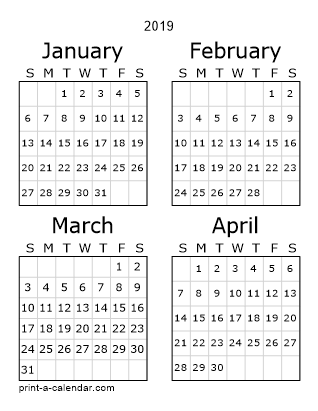 2019
January February
S M T W T F S S M T W T F S
1 2 3 4 5 1 2
6 7 8 9 10 11 12 3 4 5 6 7 8 9
13 14 15 16 17 18 19 10 11 12 13 14 15 16
20 21 22 23 24 25 26 17 18 19 20 21 22 23
27 28 29 30 31 24 25 26 27 28
March April
S M T W T F S S M T W T F S
1 2 1 2 3 4 5 6
3 4 5 6 7 8 9 7 8 9 10 11 12 13
10 11 12 13 14 15 16 14 15 16 17 18 19 20
17 18 19 20 21 22 23 21 22 23 24 25 26 27
24 25 26 27 28 29 30 28 29 30
31
print-a-calendar.com